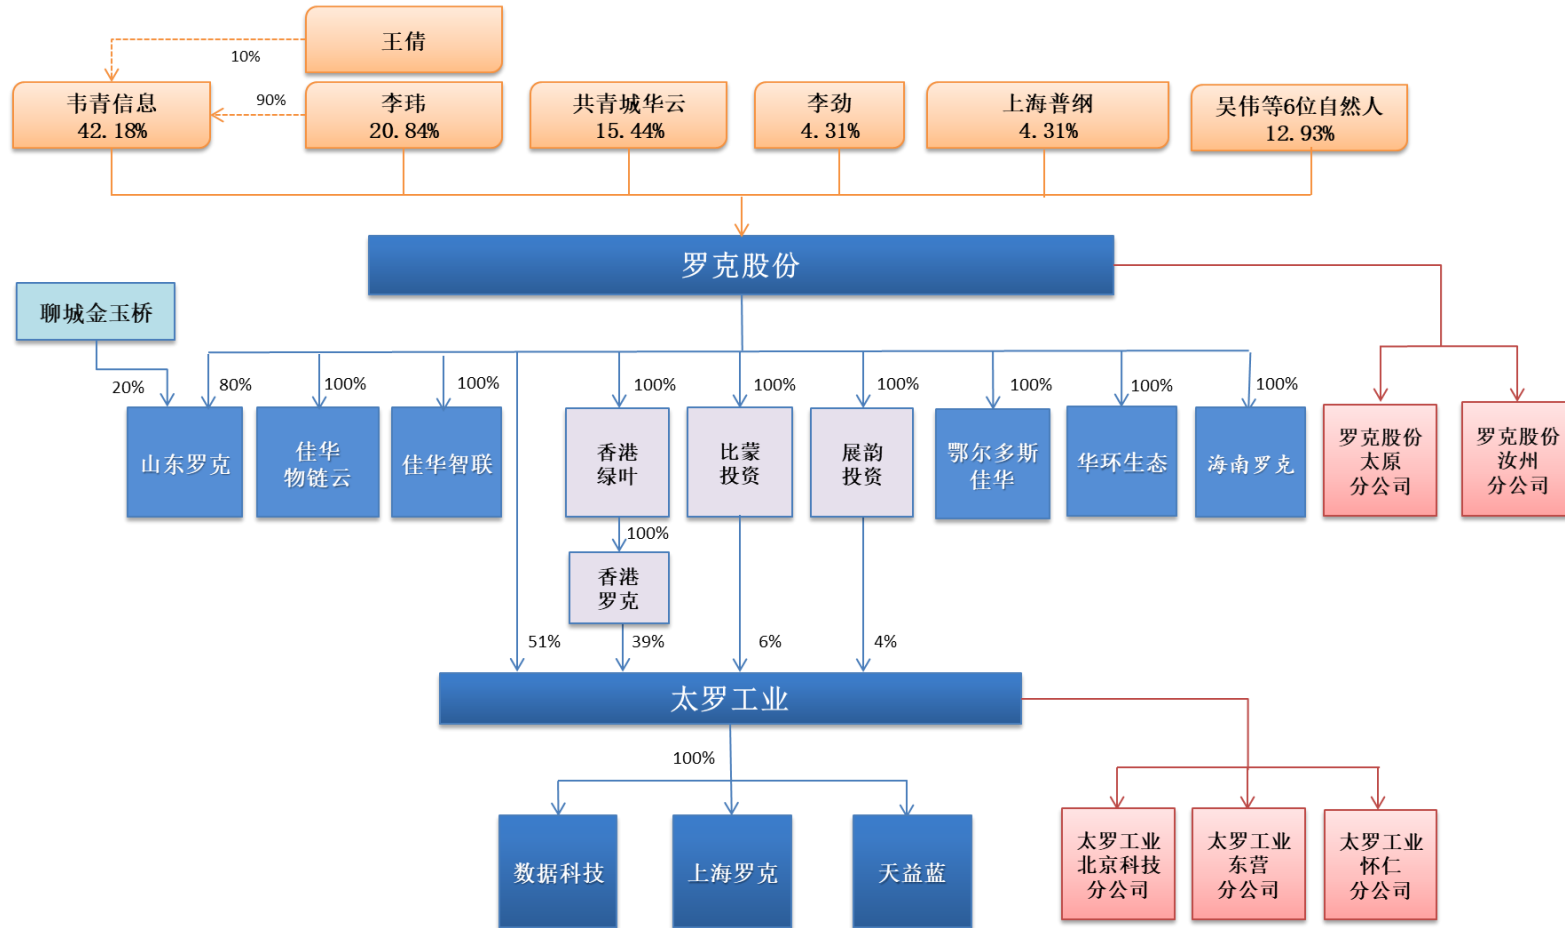 王倩
10%
韦青信息
42.18%
90%
李玮
20.84%
共青城华云
15.44%
李劲
4.31%
上海普纲
4.31%
吴伟等6位自然人
12.93%
罗克股份
聊城金玉桥
20%
80%
100%
100%
100%
100%
100%
100%
100%
100%
山东罗克
佳华
物链云
佳华智联
香港
绿叶
比蒙
投资
展韵
投资
鄂尔多斯
佳华
华环生态
海南罗克
罗克股份
太原
分公司
罗克股份
汝州
分公司
100%
香港
罗克
51%
39%
6%
4%
太罗工业
100%
数据科技
上海罗克
天益蓝
太罗工业
北京科技
分公司
太罗工业
东营
分公司
太罗工业
怀仁
分公司